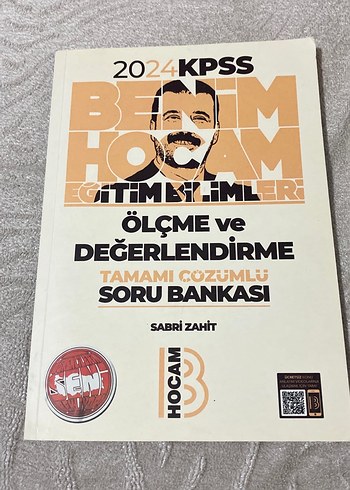 2024 KPSS
BENİM
HOCAM
EĞİTİM BİLİMLERİ
ÖLÇME ve
DEĞERLENDİRME
TAMAMI ÇÖZÜMLÜ
SORU BANKASI
SABRİ ZAHİT
HOCAM
B